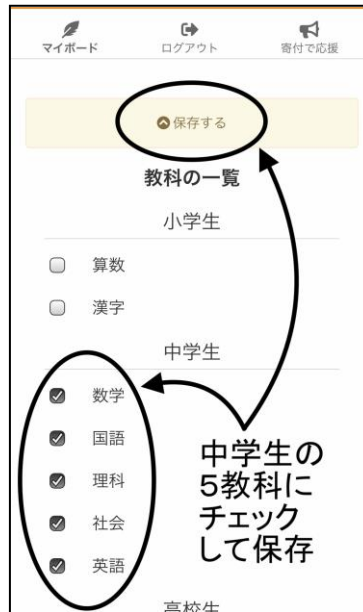 マイボード
ログアウト
寄付で応援
保存する
教科の一覧
小学生
算数
漢字
中学生
数学
国語
理科
社会
英語
中学生の
5教科に
チェック
して保存
高校生